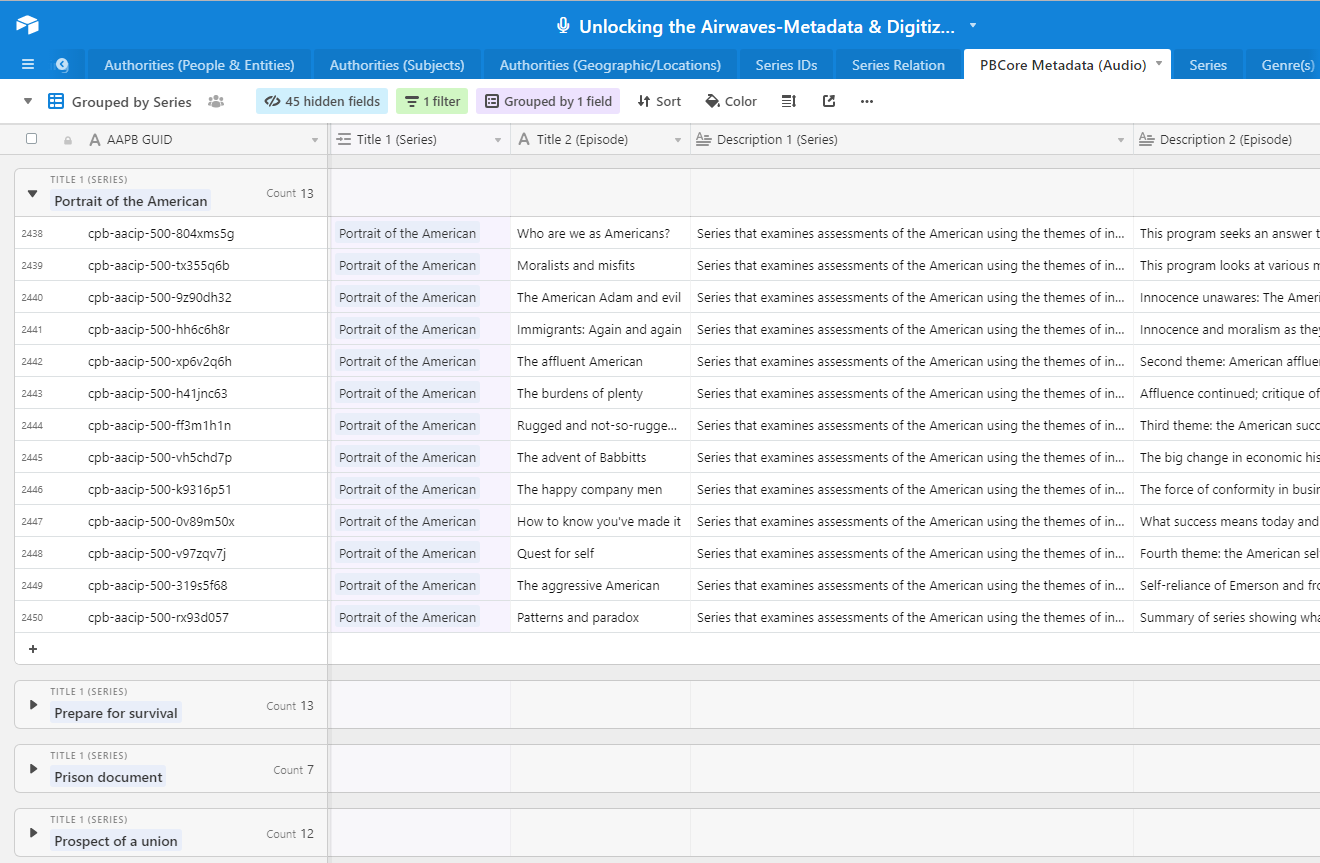 Unlocking the Airwaves-Metadata & Digitiz...
Authorities (People & Entities) Authorities (Subjects) Authorities (Geographic/Locations) Series IDs Series Relation PBCore Metadata (Audio) Series Genre(s)
Grouped by Series 45 hidden fields 1 filter Grouped by 1 field Sort Color ...
AAPB GUID Title 1 (Series) Title 2 (Episode) Description 1 (Series) Description 2 (Episode)
TITLE 1 (SERIES)
Portrait of the American Count 13
2438 cpb-aacip-500-804xms5g Portrait of the American Who are we as Americans? Series that examines assessments of the American using the themes of in... This program seeks an answer t
2439 cpb-aacip-500-tx355q6b Portrait of the American Moralists and misfits Series that examines assessments of the American using the themes of in... This program looks at various m
2440 cpb-aacip-500-9z90dh32 Portrait of the American The American Adam and evil Series that examines assessments of the American using the themes of in... Innocence unawares: The Ameri
2441 cpb-aacip-500-hh6c6h8r Portrait of the American Immigrants: Again and again Series that examines assessments of the American using the themes of in... Innocence and moralism as they
2442 cpb-aacip-500-xp6v2q6h Portrait of the American The affluent American Series that examines assessments of the American using the themes of in... Second theme: American affluen
2443 cpb-aacip-500-h41jnc63 Portrait of the American The burdens of plenty Series that examines assessments of the American using the themes of in... Affluence continued; critique of
2444 cpb-aacip-500-ff3m1h1n Portrait of the American Rugged and not-so-rugge... Series that examines assessments of the American using the themes of in... Third theme: the American succ
2445 cpb-aacip-500-vh5chd7p Portrait of the American The advent of Babbitts Series that examines assessments of the American using the themes of in... The big change in economic his
2446 cpb-aacip-500-k9316p51 Portrait of the American The happy company men Series that examines assessments of the American using the themes of in... The force of conformity in busin
2447 cpb-aacip-500-0v89m50x Portrait of the American How to know you've made it Series that examines assessments of the American using the themes of in... What success means today and
2448 cpb-aacip-500-v97zqv7j Portrait of the American Quest for self Series that examines assessments of the American using the themes of in... Fourth theme: the American sel
2449 cpb-aacip-500-319s5f68 Portrait of the American The aggressive American Series that examines assessments of the American using the themes of in... Self-reliance of Emerson and fro
2450 cpb-aacip-500-rx93d057 Portrait of the American Patterns and paradox Series that examines assessments of the American using the themes of in... Summary of series showing wha
+
TITLE 1 (SERIES)
Prepare for survival Count 13
TITLE 1 (SERIES)
Prison document Count 7
TITLE 1 (SERIES)
Prospect of a union Count 12